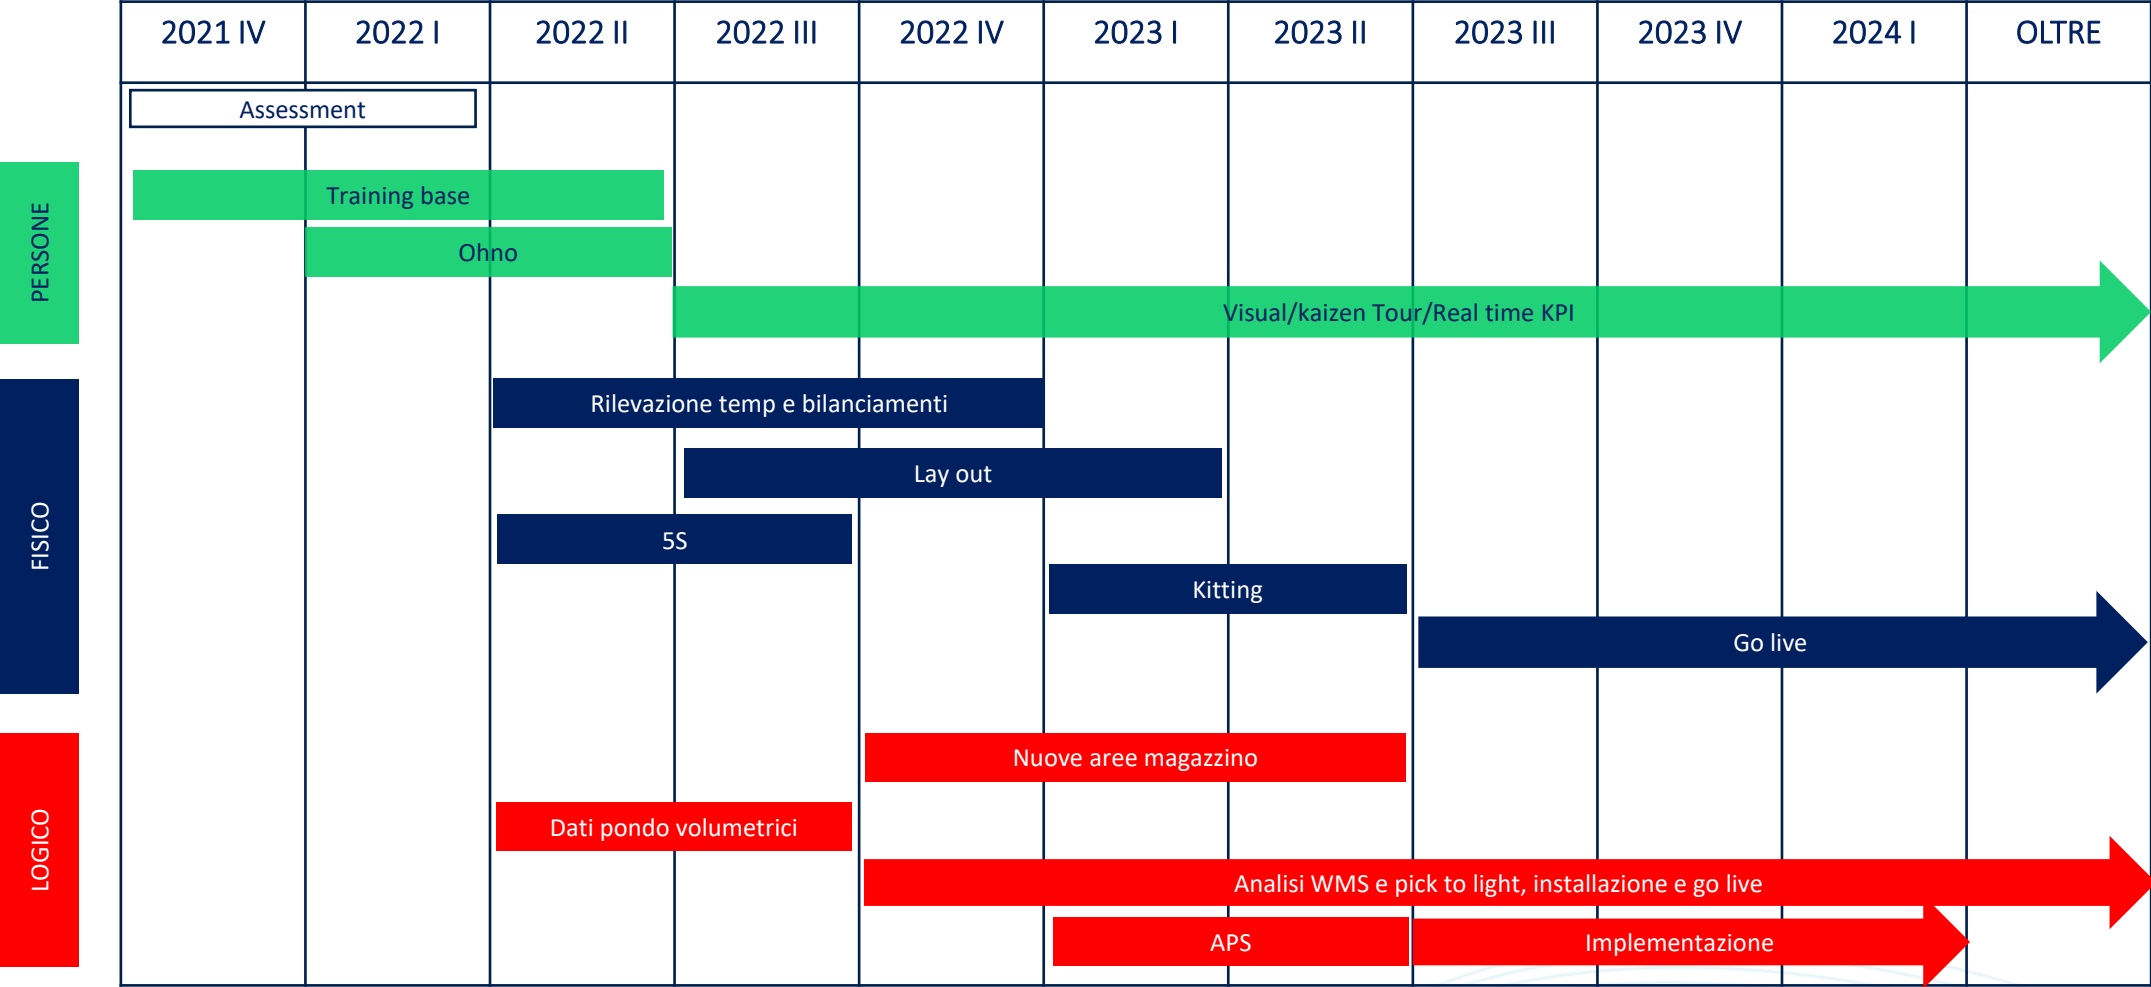 2021 IV 2022 I 2022 II 2022 III 2022 IV 2023 I 2023 II 2023 III 2023 IV 2024 I OLTRE
Assessment
PERSONE
Training base
Ohno
Visual/kaizen Tour/Real time KPI
FISICO
Rilevazione temp e bilanciamenti
Lay out
5S
Kitting
Go live
LOGICO
Nuove aree magazzino
Dati pondo volumetrici
Analisi WMS e pick to light, installazione e go live
APS Implementazione